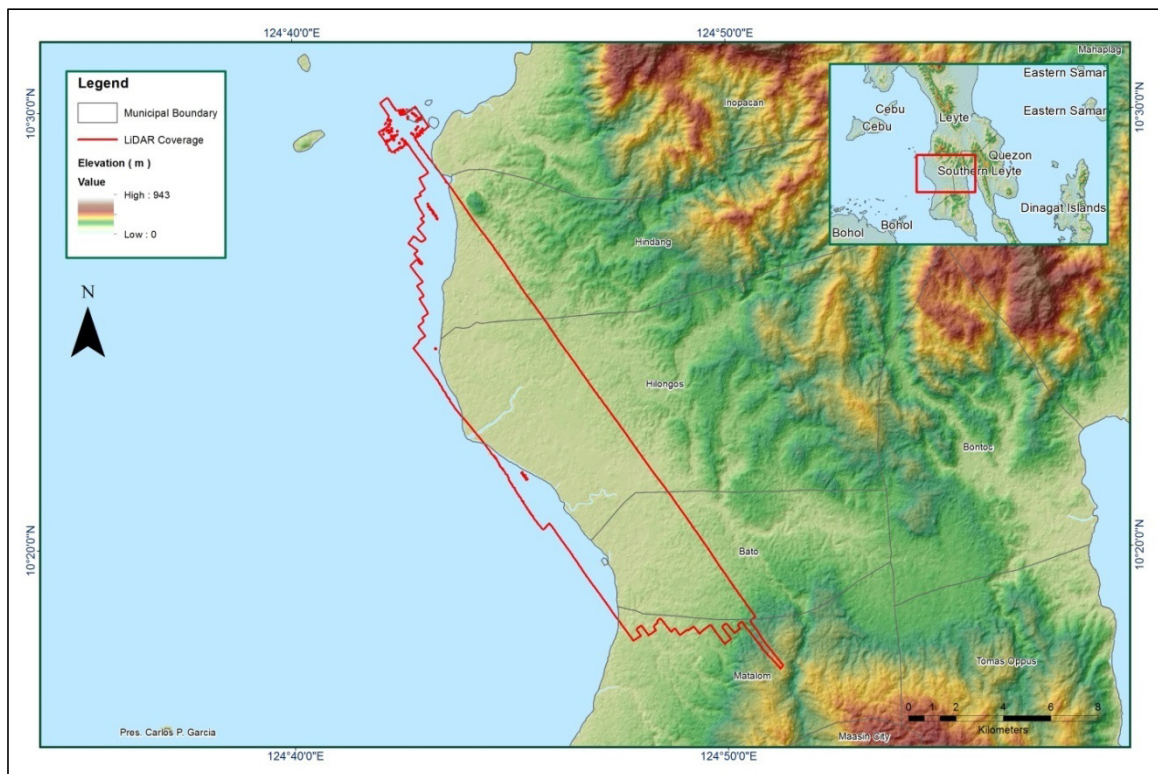 124°40'0"E
124°50'0"E
Mahaplag
Legend
Municipal Boundary
LiDAR Coverage
Elevation ( m )
Value
High : 943
Low : 0
10°30'0"N
10°30'0"N
Inopacan
Eastern Samar
Cebu
Leyte
Eastern Samar
Cebu
Quezon
Southern Leyte
Dinagat Islands
Bohol
Bohol
N
Hindang
Hilongos
Bontoc
Bato
10°20'0"N
10°20'0"N
Matalom
Tomas Oppus
0 1 2 4 6 8
Kilometers
Pres. Carlos P. Garcia
Maasin city
124°40'0"E
124°50'0"E